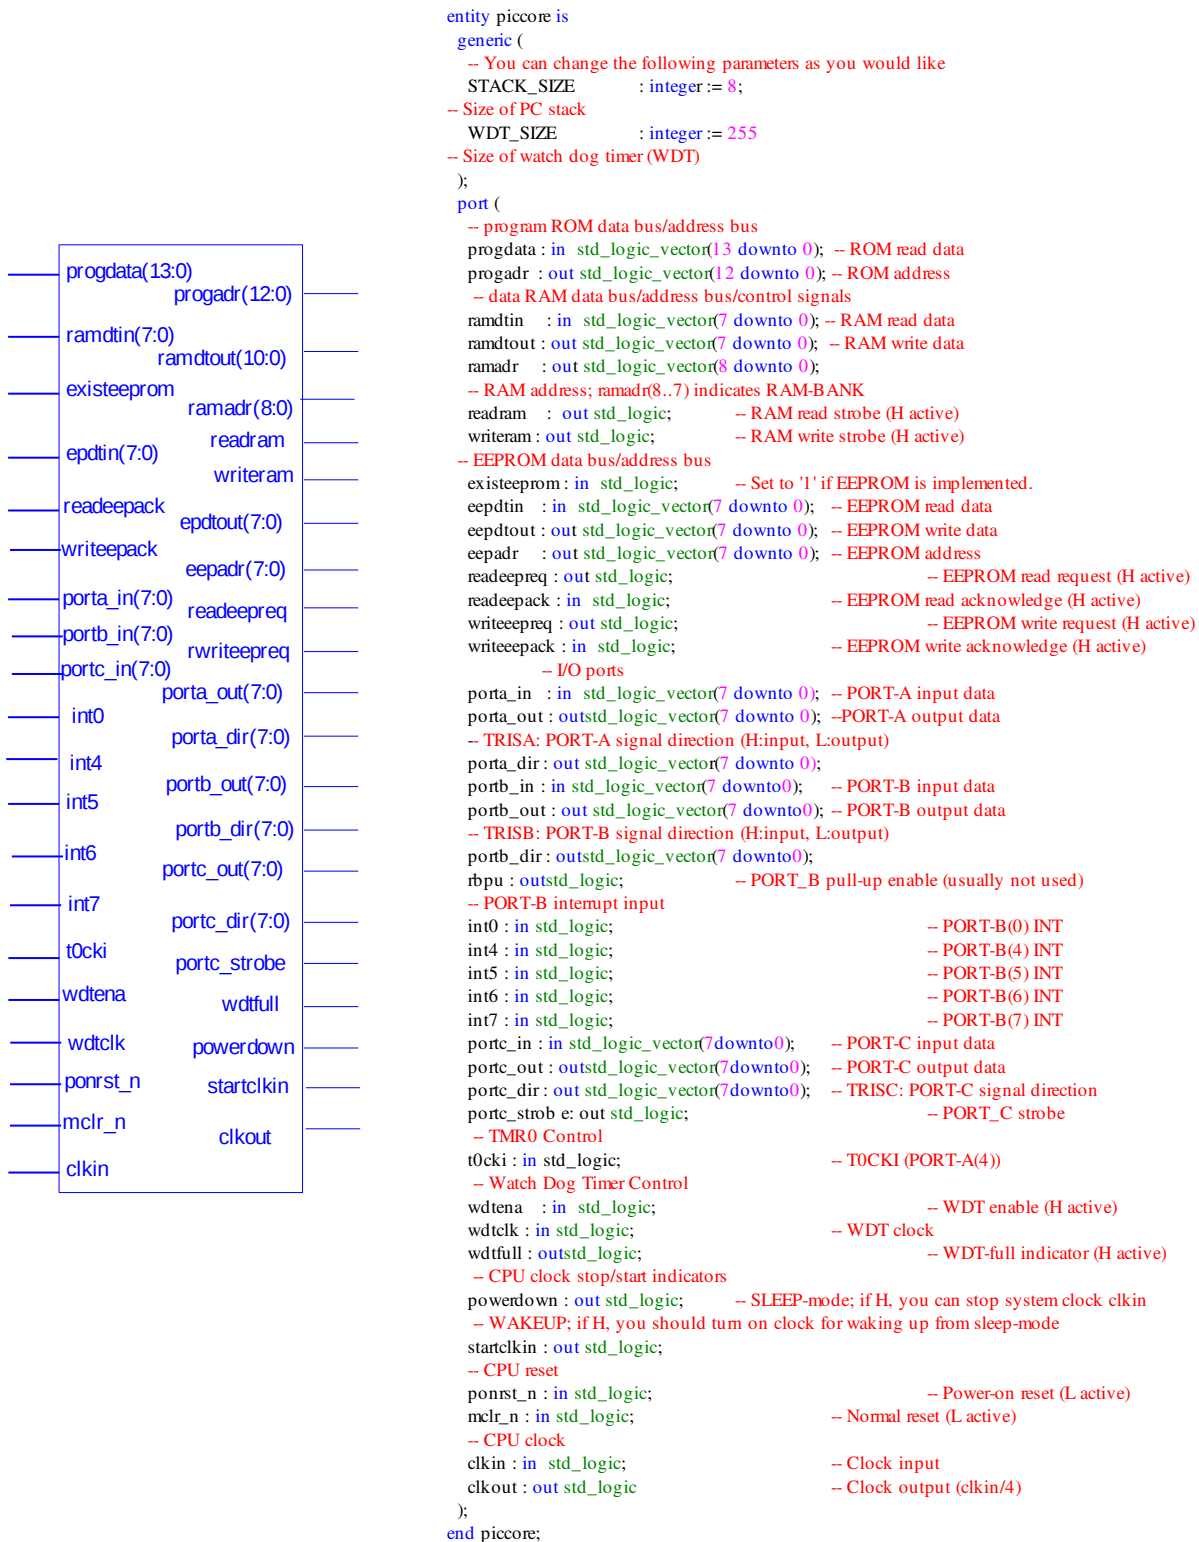 progdata(13:0)
progadr(12:0)
ramdtin(7:0)
ramdtout(10:0)
existeeprom
ramadr(8:0)
readram
epdtin(7:0)
writeram
readeepack
epdtout(7:0)
writeepack
eepadr(7:0)
porta_in(7:0)
readeepreq
portb_in(7:0)
rwriteepreq
portc_in(7:0)
porta_out(7:0)
int0
porta_dir(7:0)
int4
portb_out(7:0)
int5
portb_dir(7:0)
int6
portc_out(7:0)
int7
portc_dir(7:0)
t0cki
portc_strobe
wdtena
wdtfull
wdtclk
powerdown
ponrst_n
startclkin
mclr_n
clkout
clkin
entity piccore is
generic (
-- You can change the following parameters as you would like
STACK_SIZE : integer := 8;
-- Size of PC stack
WDT_SIZE : integer := 255
-- Size of watch dog timer (WDT)
);
port (
-- program ROM data bus/address bus
progdata : in std_logic_vector(13 downto 0); -- ROM read data
progadr : out std_logic_vector(12 downto 0); -- ROM address
-- data RAM data bus/address bus/control signals
ramdtin : in std_logic_vector(7 downto 0); -- RAM read data
ramdtout : out std_logic_vector(7 downto 0); -- RAM write data
ramadr : out std_logic_vector(8 downto 0);
-- RAM address; ramadr(8..7) indicates RAM-BANK
readram : out std_logic; -- RAM read strobe (H active)
writeram : out std_logic; -- RAM write strobe (H active)
-- EEPROM data bus/address bus
existeeprom : in std_logic; -- Set to '1' if EEPROM is implemented.
eepdtin : in std_logic_vector(7 downto 0); -- EEPROM read data
eepdtout : out std_logic_vector(7 downto 0); -- EEPROM write data
eepadr : out std_logic_vector(7 downto 0); -- EEPROM address
readeepreq : out std_logic; -- EEPROM read request (H active)
readeepack : in std_logic; -- EEPROM read acknowledge (H active)
writeeepreq : out std_logic; -- EEPROM write request (H active)
writeeepack : in std_logic; -- EEPROM write acknowledge (H active)
-- I/O ports
porta_in : in std_logic_vector(7 downto 0); -- PORT-A input data
porta_out : outstd_logic_vector(7 downto 0); --PORT-A output data
-- TRISA: PORT-A signal direction (H:input, L:output)
porta_dir : out std_logic_vector(7 downto 0);
portb_in : in std_logic_vector(7 downto0); -- PORT-B input data
portb_out : out std_logic_vector(7 downto0); -- PORT-B output data
-- TRISB: PORT-B signal direction (H:input, L:output)
portb_dir : outstd_logic_vector(7 downto0);
rbpu : outstd_logic; -- PORT_B pull-up enable (usually not used)
-- PORT-B interrupt input
int0 : in std_logic; -- PORT-B(0) INT
int4 : in std_logic; -- PORT-B(4) INT
int5 : in std_logic; -- PORT-B(5) INT
int6 : in std_logic; -- PORT-B(6) INT
int7 : in std_logic; -- PORT-B(7) INT
portc_in : in std_logic_vector(7downto0); -- PORT-C input data
portc_out : outstd_logic_vector(7downto0); -- PORT-C output data
portc_dir : out std_logic_vector(7downto0); -- TRISC: PORT-C signal direction
portc_strob e: out std_logic; -- PORT_C strobe
-- TMR0 Control
t0cki : in std_logic; -- T0CKI (PORT-A(4))
-- Watch Dog Timer Control
wdtena : in std_logic; -- WDT enable (H active)
wdtclk : in std_logic; -- WDT clock
wdtfull : outstd_logic; -- WDT-full indicator (H active)
-- CPU clock stop/start indicators
powerdown : out std_logic; -- SLEEP-mode; if H, you can stop system clock clkin
-- WAKEUP; if H, you should turn on clock for waking up from sleep-mode
startclkin : out std_logic;
-- CPU reset
ponrst_n : in std_logic; -- Power-on reset (L active)
mclr_n : in std_logic; -- Normal reset (L active)
-- CPU clock
clkin : in std_logic; -- Clock input
clkout : out std_logic -- Clock output (clkin/4)
);
end piccore;